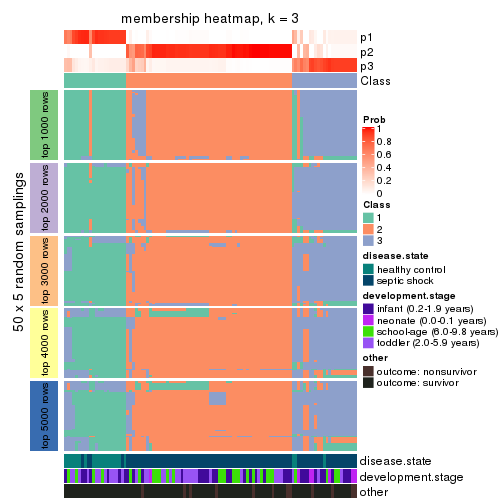 membership heatmap, k = 3
p1
p2
p3
Class
50 x 5 random samplings
top 1000 rows
top 2000 rows
top 3000 rows
top 4000 rows
top 5000 rows
Prob
1
0.8
0.6
0.4
0.2
0
Class
1
2
3
disease.state
healthy control
septic shock
development.stage
infant (0.2-1.9 years)
neonate (0.0-0.1 years)
school-age (6.0-9.8 years)
toddler (2.0-5.9 years)
other
outcome: nonsurvivor
outcome: survivor
disease.state
development.stage
other